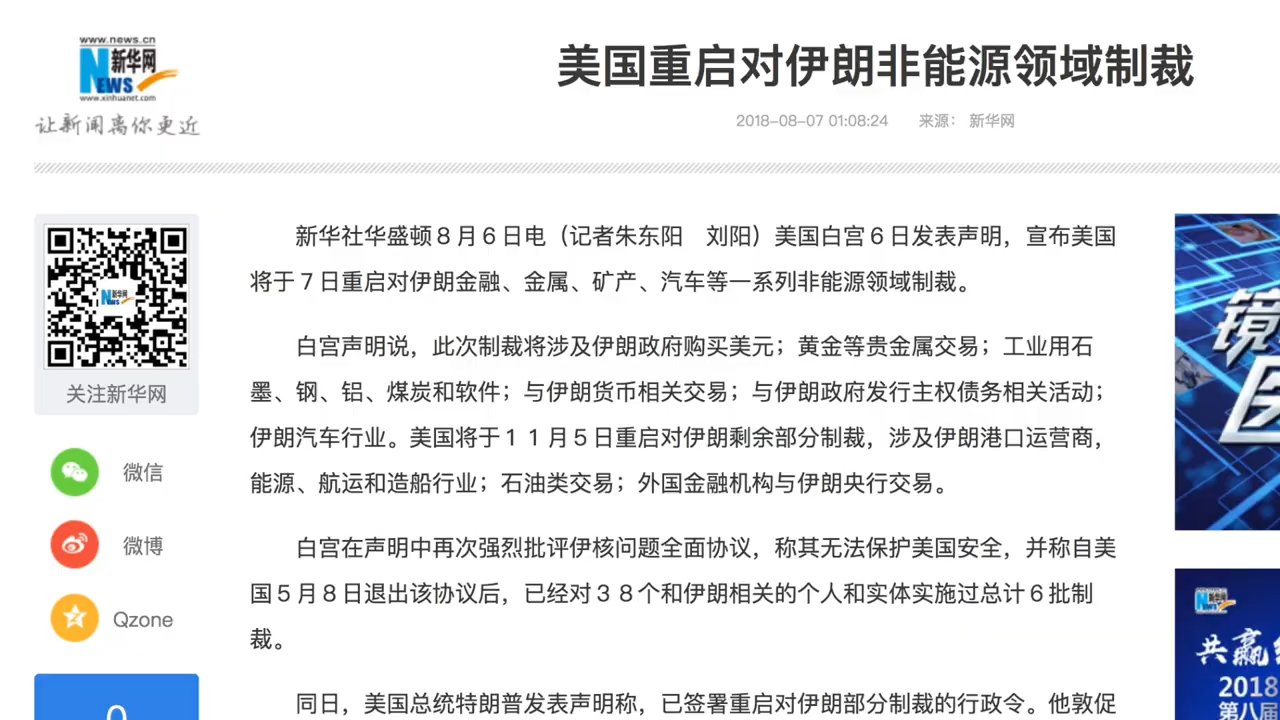 www.news.cn
新华网
NEWS
www.xinhuanet.com
让新闻离你更近
美国重启对伊朗非能源领域制裁
2018-08-07 01:08:24 来源： 新华网
新华社华盛顿８月６日电（记者朱东阳　刘阳）美国白宫６日发表声明，宣布美国
将于７日重启对伊朗金融、金属、矿产、汽车等一系列非能源领域制裁。
白宫声明说，此次制裁将涉及伊朗政府购买美元；黄金等贵金属交易；工业用石
墨、钢、铝、煤炭和软件；与伊朗货币相关交易；与伊朗政府发行主权债务相关活动；
伊朗汽车行业。美国将于１１月５日重启对伊朗剩余部分制裁，涉及伊朗港口运营商，
能源、航运和造船行业；石油类交易；外国金融机构与伊朗央行交易。
白宫在声明中再次强烈批评伊核问题全面协议，称其无法保护美国安全，并称自美
国５月８日退出该协议后，已经对３８个和伊朗相关的个人和实体实施过总计６批制
裁。
同日，美国总统特朗普发表声明称，已签署重启对伊朗部分制裁的行政令。他敦促
新华网
NEWS
关注新华网
微信
微博
Qzone
0
镜
医
新华网
NEWS
共赢
2018
第八届